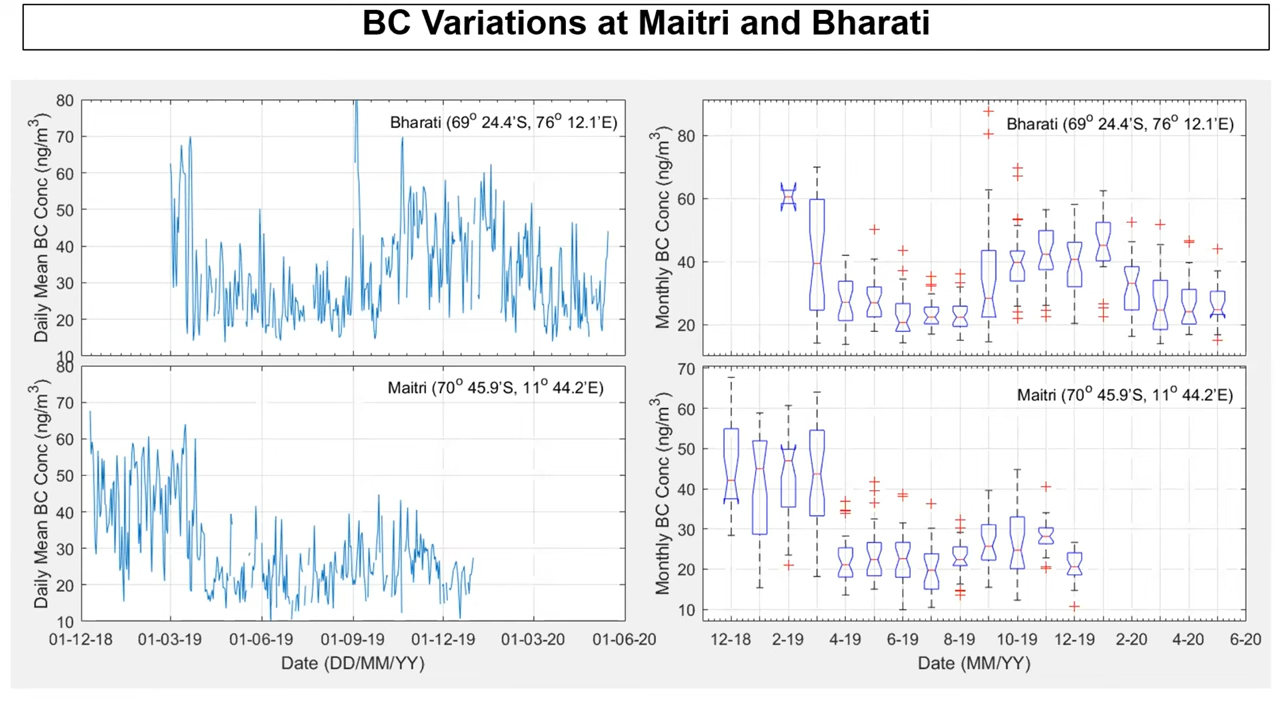 BC Variations at Maitri and Bharati
Daily Mean BC Conc (ng/m³)
80
70
60
50
40
30
20
10
Bharati (69° 24.4'S, 76° 12.1'E)
Monthly BC Conc (ng/m³)
80
60
40
20
Bharati (69° 24.4'S, 76° 12.1'E)
Daily Mean BC Conc (ng/m³)
80
70
60
50
40
30
20
10
Maitri (70° 45.9'S, 11° 44.2'E)
01-12-18 01-03-19 01-06-19 01-09-19 01-12-19 01-03-20 01-06-20
Date (DD/MM/YY)
Monthly BC Conc (ng/m³)
70
60
50
40
30
20
10
Maitri (70° 45.9'S, 11° 44.2'E)
12-18 2-19 4-19 6-19 8-19 10-19 12-19 2-20 4-20 6-20
Date (MM/YY)